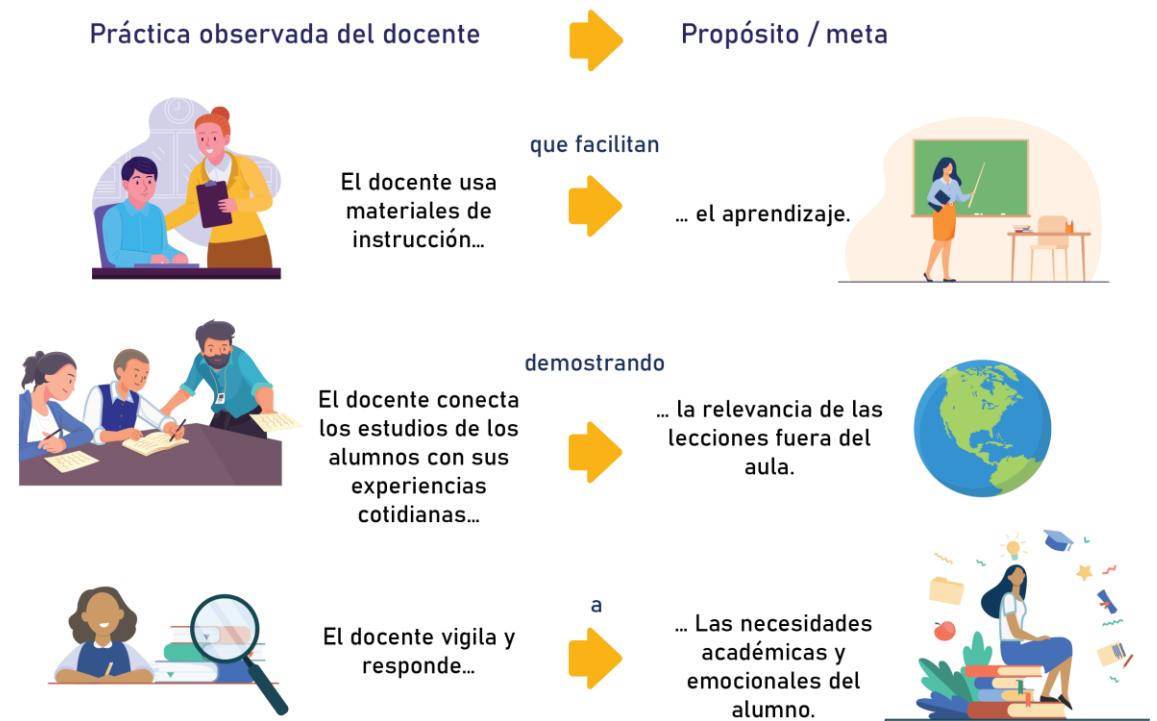 Práctica observada del docente
Propósito / meta
El docente usa
materiales de
instrucción...
que facilitan
... el aprendizaje.
El docente conecta
los estudios de los
alumnos con sus
experiencias
cotidianas...
demostrando
... la relevancia de las
lecciones fuera del
aula.
El docente vigila y
responde...
a
... Las necesidades
académicas y
emocionales del
alumno.